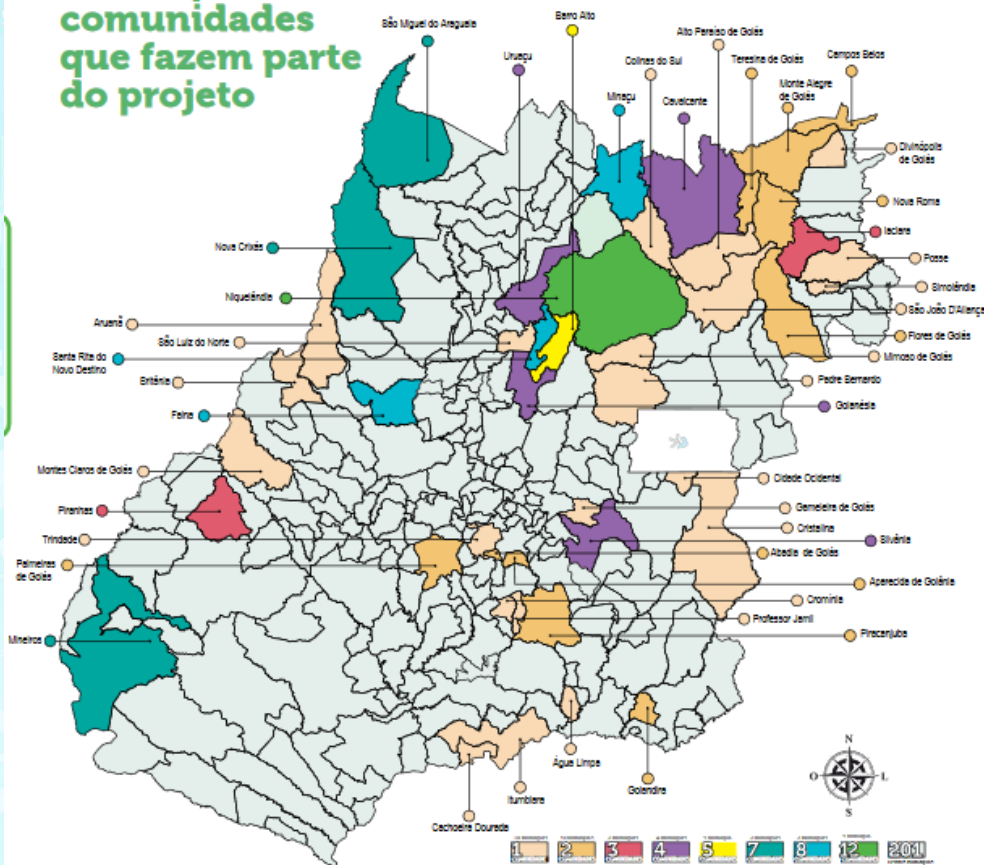 comunidades
que fazem parte
do projeto
São Miguel do Araguaia
Barro Alto
Uruaçu
Alto Paraíso de Goiás
Colinas do Sul
Teresina de Goiás
Campos Belos
Monte Alegre
de Goiás
Minaçu
Cavalcante
Divinópolis
de Goiás
Nova Roma
Iaciara
Nova Crixás
Posse
Simolândia
Niquelândia
São João D'Aliança
Aruanã
Flores de Goiás
São Luiz do Norte
Mimoso de Goiás
Santa Rita do
Novo Destino
Britânia
Padre Bernardo
Goianésia
Faina
Montes Claros de Goiás
Cidade Ocidental
Gameleira de Goiás
Piranhas
Cristalina
Trindade
Silvânia
Abadia de Goiás
Palmeiras
de Goiás
Aparecida de Goiânia
Cromínia
Professor Jamil
Mineiros
Piracanjuba
Água Limpa
Goiandira
Itumbiara
Cachoeira Dourada
N
O
L
S
1
2
3
4
5
7
8
12
201